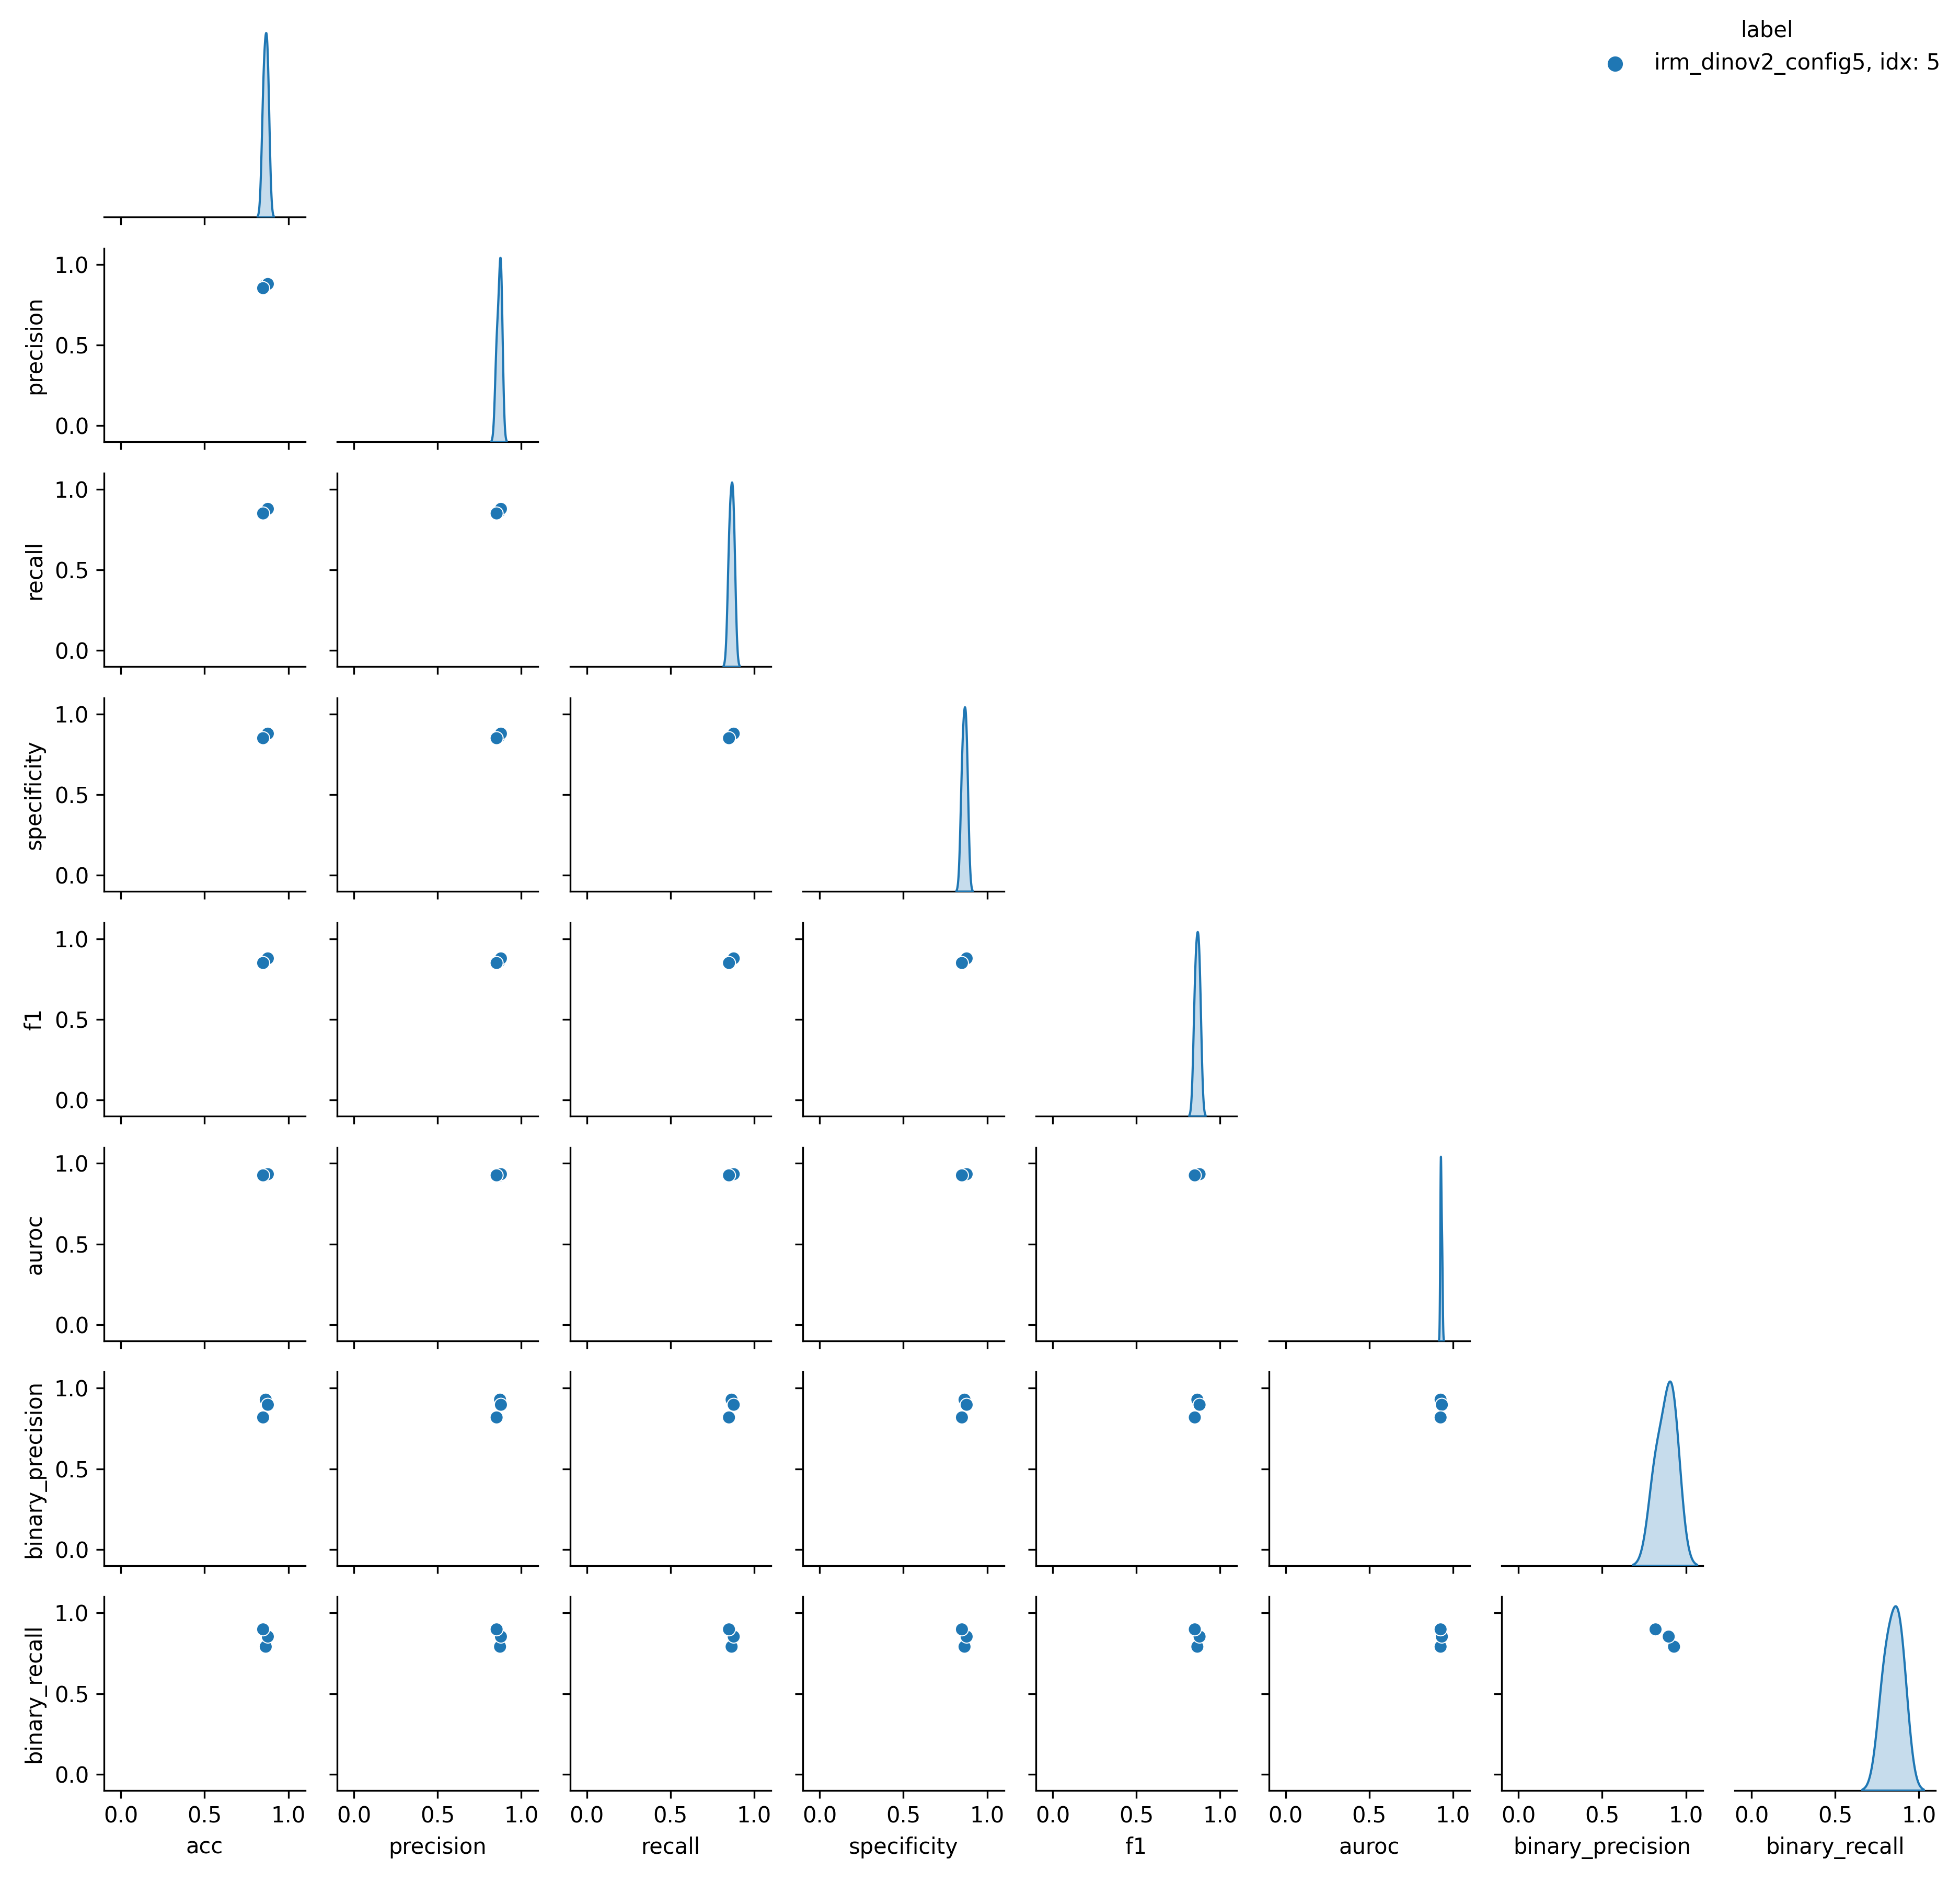 label
irm_dinov2_config5, idx: 5
1.0
precision
0.5
0.0
1.0
recall
0.5
0.0
1.0
specificity
0.5
0.0
1.0
f1
0.5
0.0
1.0
auroc
0.5
0.0
1.0
binary_precision
0.5
0.0
1.0
binary_recall
0.5
0.0
0.0 0.5 1.0 0.0 0.5 1.0 0.0 0.5 1.0 0.0 0.5 1.0 0.0 0.5 1.0 0.0 0.5 1.0 0.0 0.5 1.0 0.0 0.5 1.0
acc precision recall specificity f1 auroc binary_precision binary_recall